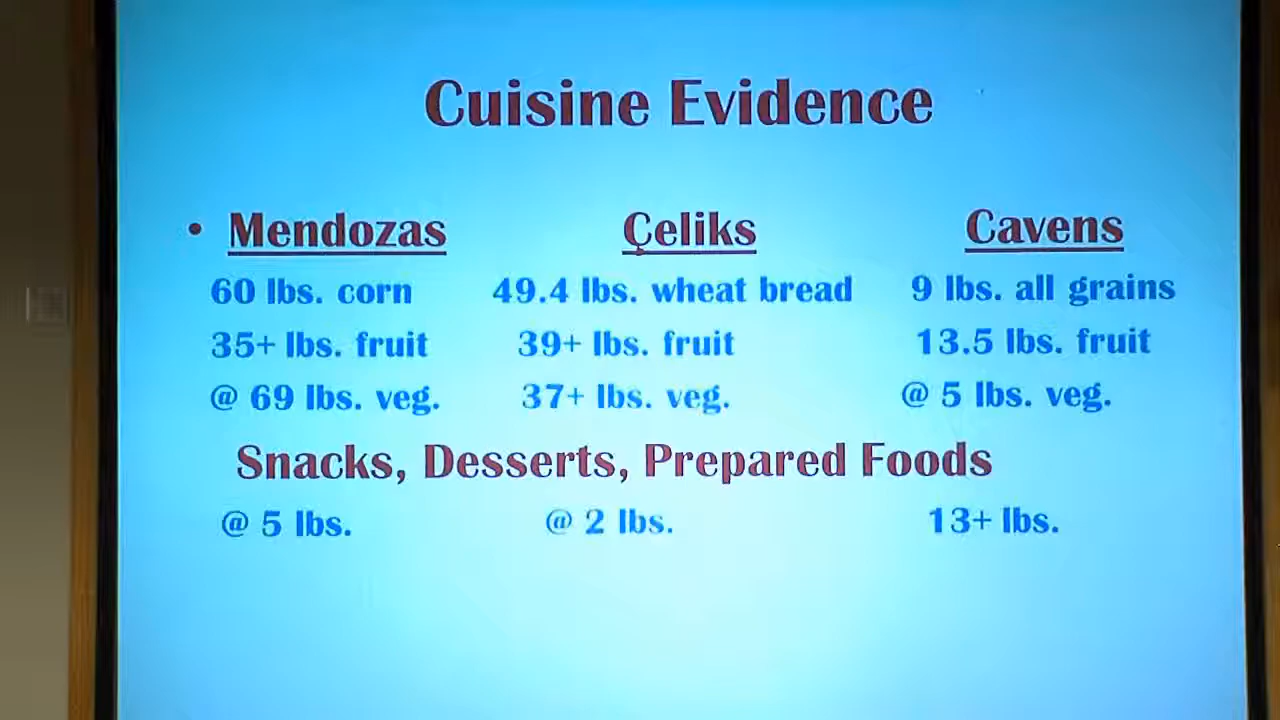 Cuisine Evidence
• Mendozas Çeliks Cavens
60 lbs. corn 49.4 lbs. wheat bread 9 lbs. all grains
35+ lbs. fruit 39+ lbs. fruit 13.5 lbs. fruit
@ 69 lbs. veg. 37+ lbs. veg. @ 5 lbs. veg.
Snacks, Desserts, Prepared Foods
@ 5 lbs. @ 2 lbs. 13+ lbs.